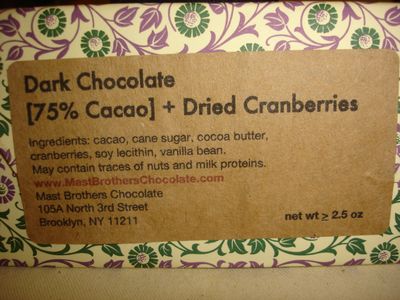 Dark Chocolate
[75% Cacao] + Dried Cranberries
Ingredients: cacao, cane sugar, cocoa butter,
cranberries, soy lecithin, vanilla bean.
May contain traces of nuts and milk proteins.
www.MastBrothersChocolate.com
Mast Brothers Chocolate
105A North 3rd Street
Brooklyn, NY 11211
net wt ≥ 2.5 oz